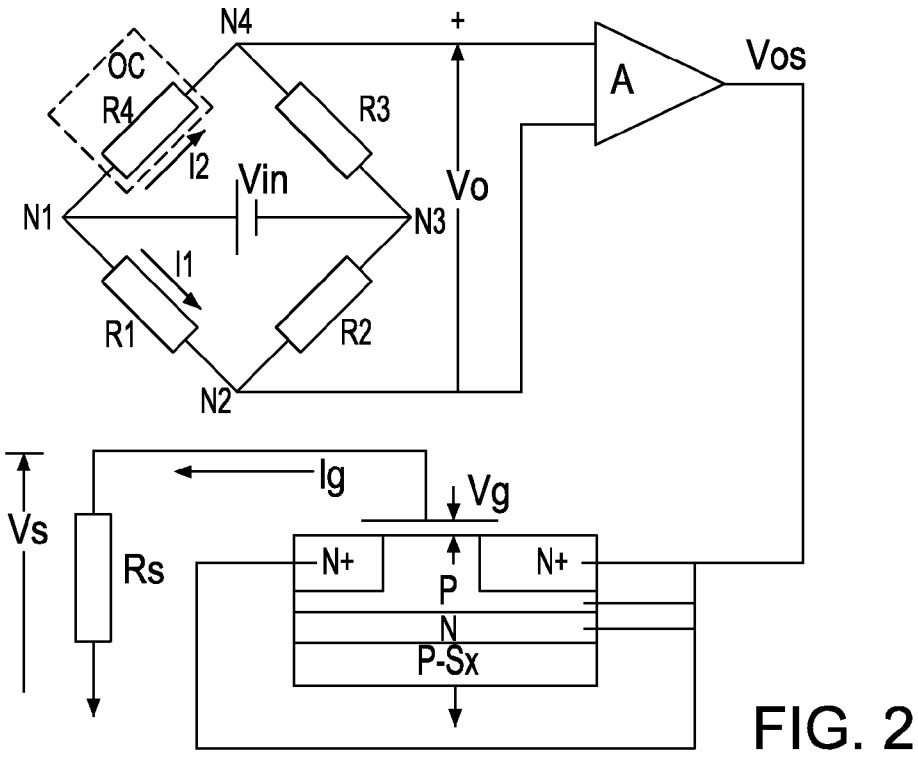 N4
+
Vos
OC
A
R4
R3
I2
Vin
Vo
N1
N3
I1
R1
R2
N2
Ig
Vg
Vs
Rs
N+
N+
P
N
P-Sx
FIG. 2